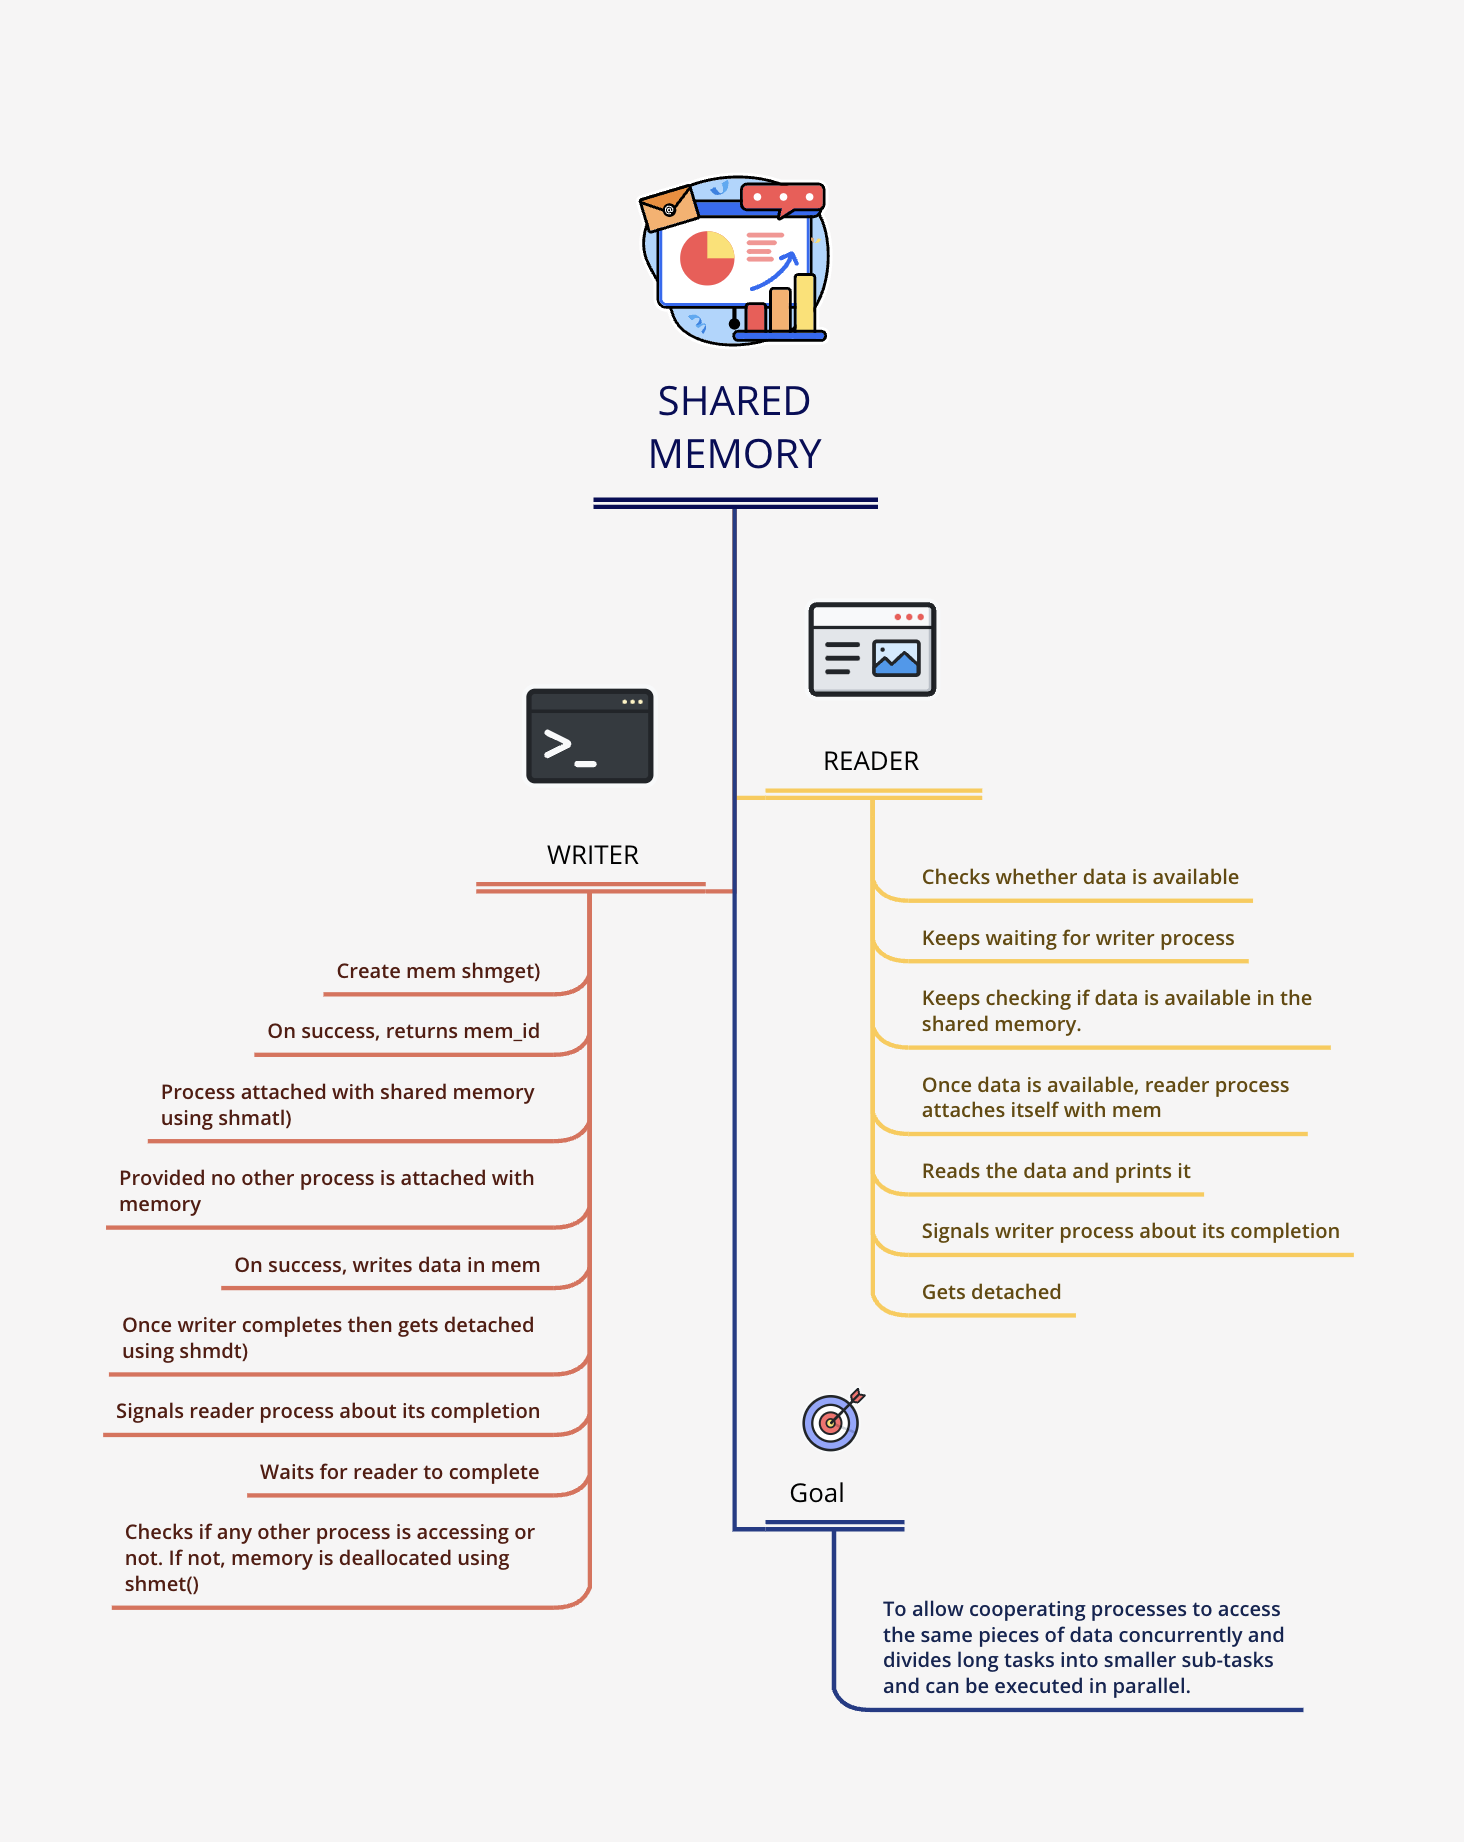 SHARED
MEMORY
READER
Checks whether data is available
Keeps waiting for writer process
Keeps checking if data is available in the
shared memory.
Once data is available, reader process
attaches itself with mem
Reads the data and prints it
Signals writer process about its completion
Gets detached
WRITER
Create mem shmget)
On success, returns mem_id
Process attached with shared memory
using shmatl)
Provided no other process is attached with
memory
On success, writes data in mem
Once writer completes then gets detached
using shmdt)
Signals reader process about its completion
Waits for reader to complete
Checks if any other process is accessing or
not. If not, memory is deallocated using
shmet()
Goal
To allow cooperating processes to access
the same pieces of data concurrently and
divides long tasks into smaller sub-tasks
and can be executed in parallel.